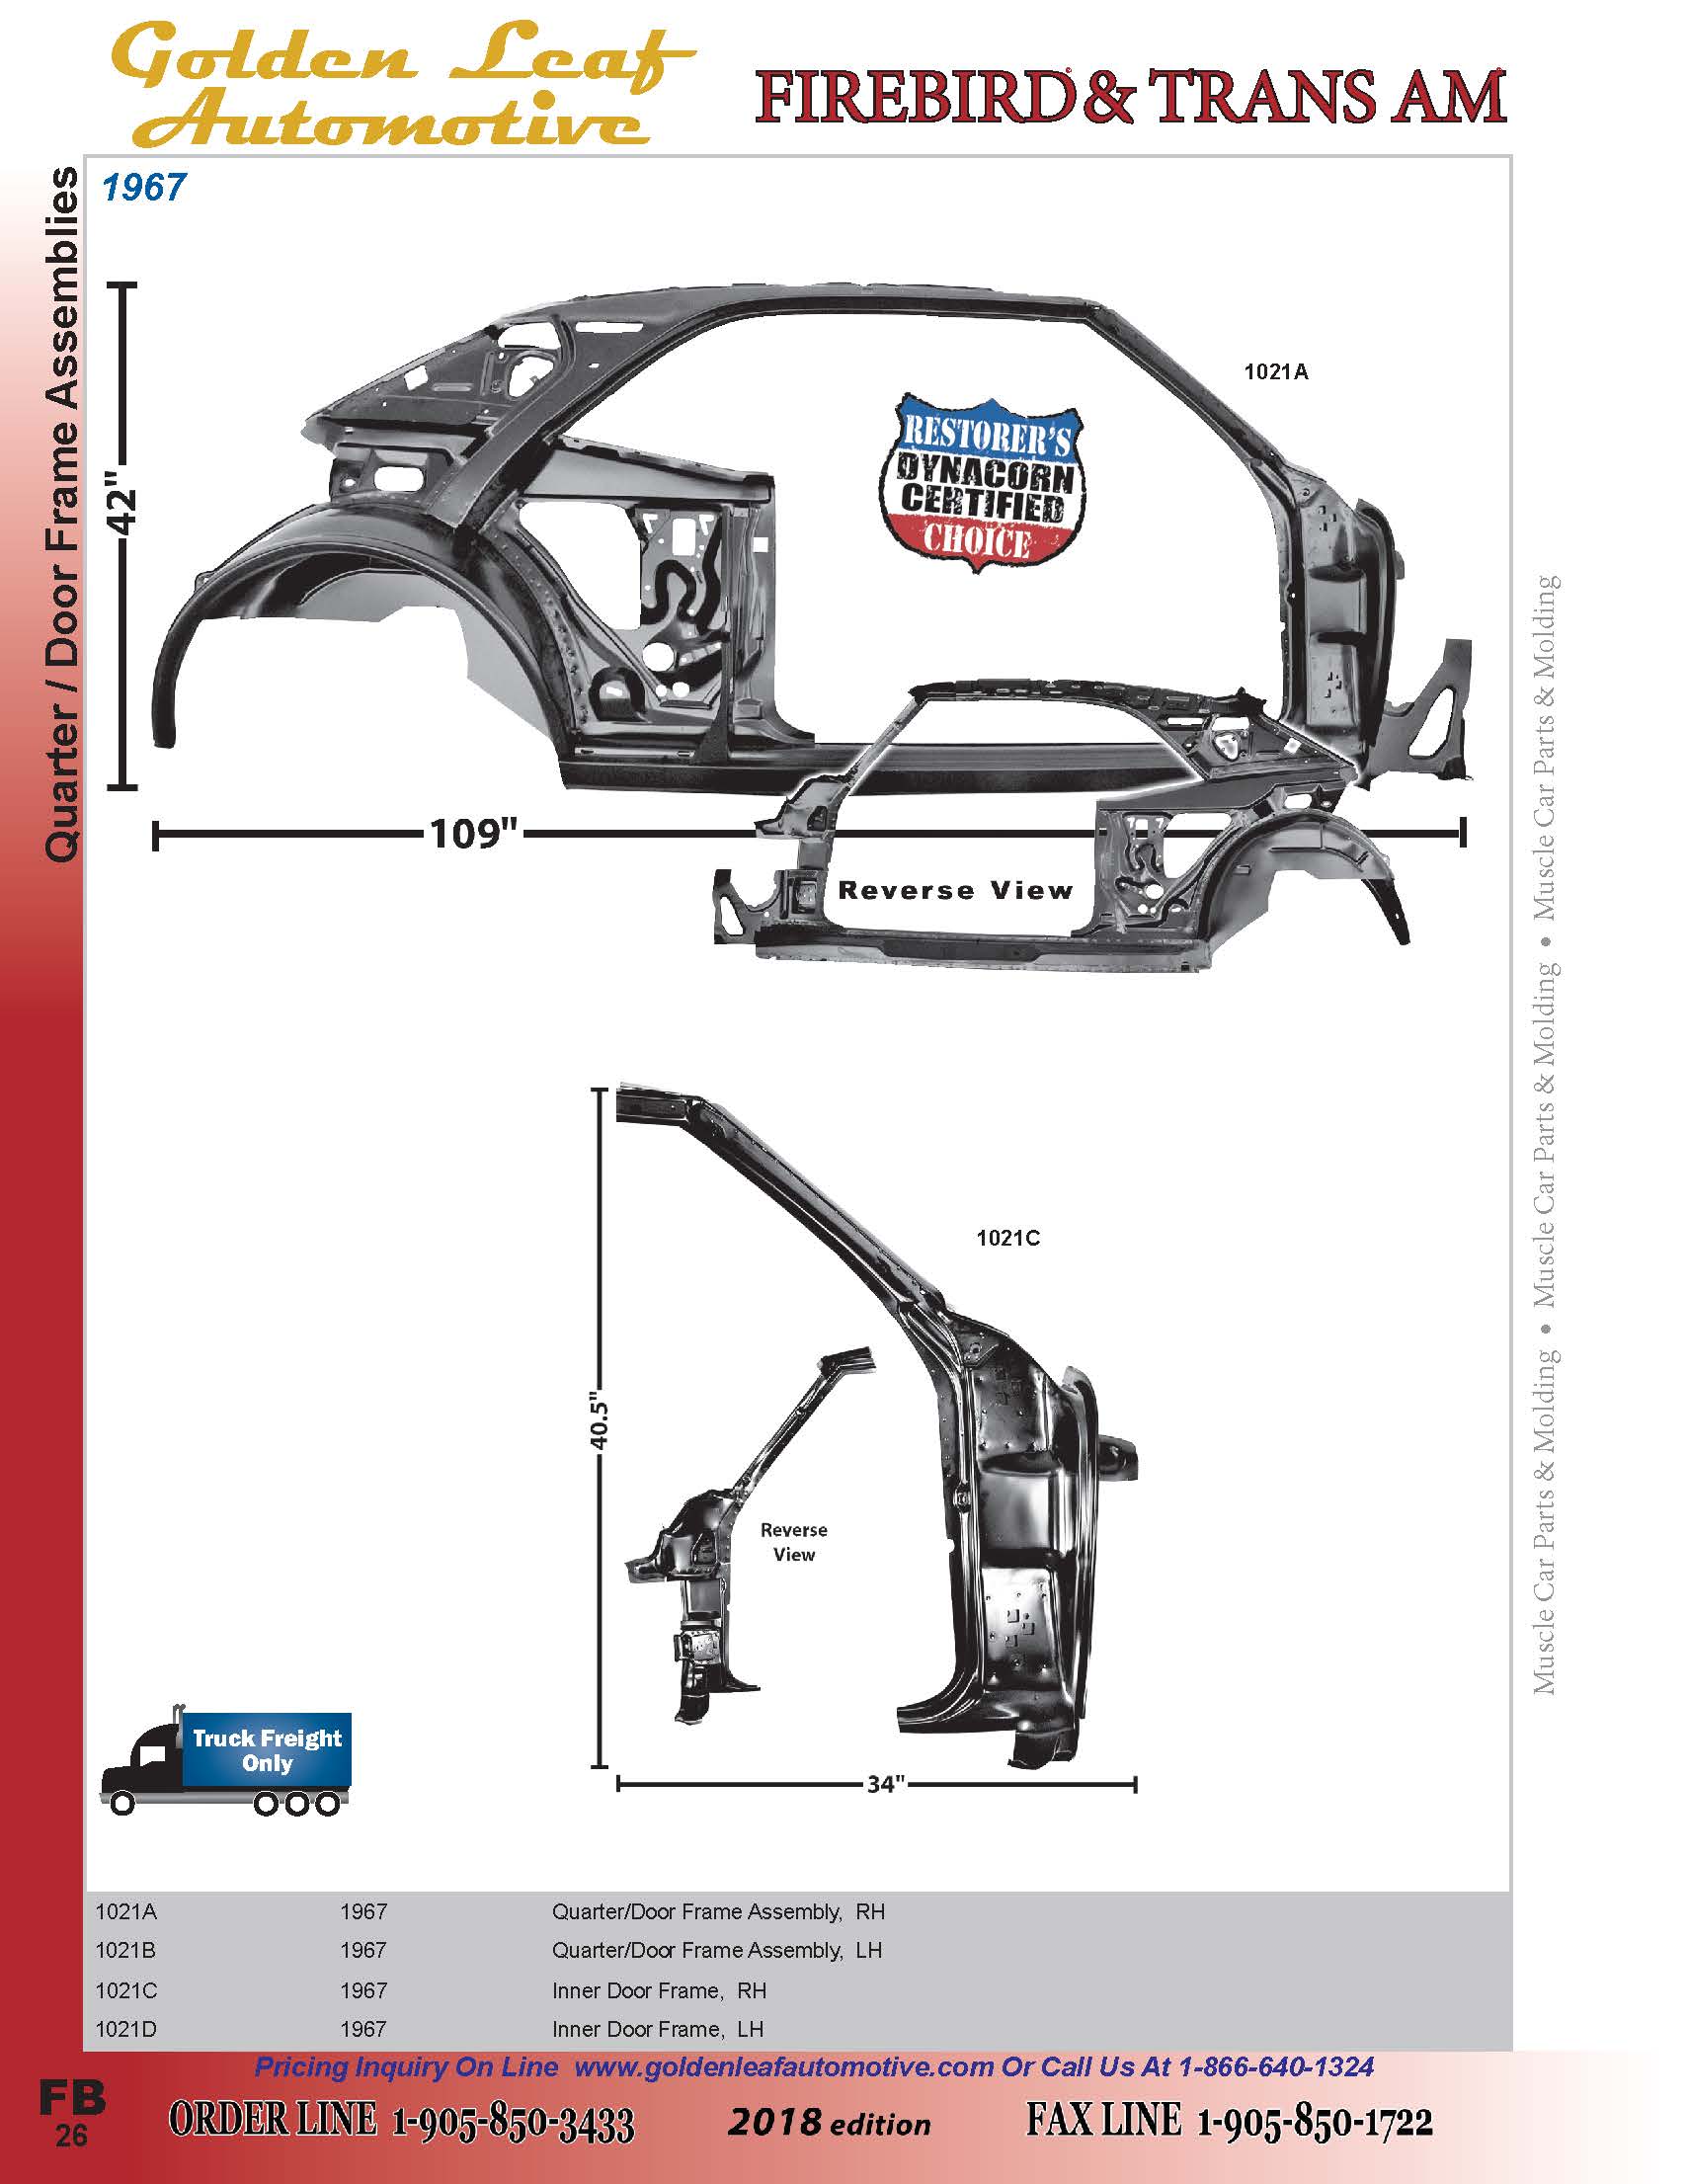 Golden Leaf
Automotive
FIREBIRD & TRANS AM
Quarter / Door Frame Assemblies
1967
1021A
RESTORER'S
DYNACORN
CERTIFIED
CHOICE
42"
109"
Reverse View
1021C
40.5"
Reverse
View
34"
Truck Freight
Only
Muscle Car Parts & Molding • Muscle Car Parts & Molding • Muscle Car Parts & Molding
1021A 1967 Quarter/Door Frame Assembly, RH
1021B 1967 Quarter/Door Frame Assembly, LH
1021C 1967 Inner Door Frame, RH
1021D 1967 Inner Door Frame, LH
Pricing Inquiry On Line www.goldenleafautomotive.com Or Call Us At 1-866-640-1324
FB
26
ORDER LINE 1-905-850-3433
2018 edition
FAX LINE 1-905-850-1722